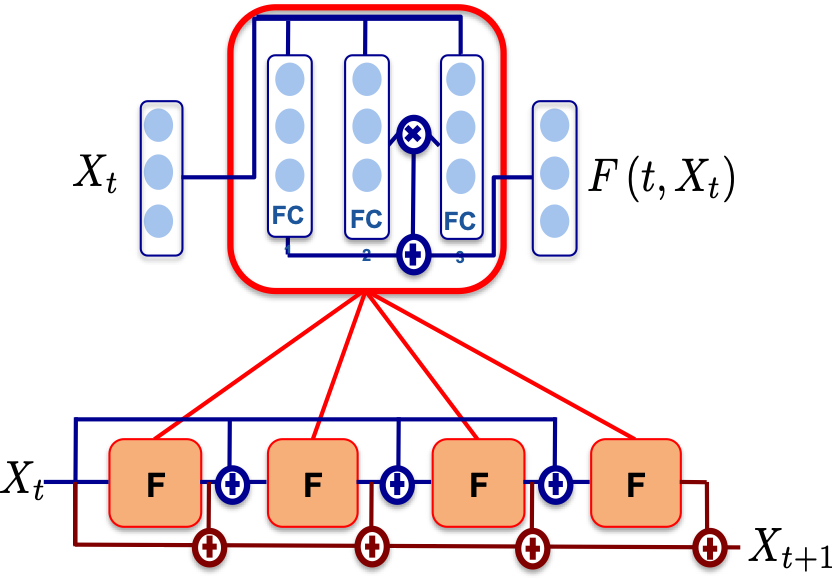 X_t
FC
1
FC
2
FC
3
F (t, X_t)
X_t
F
F
F
F
X_{t+1}